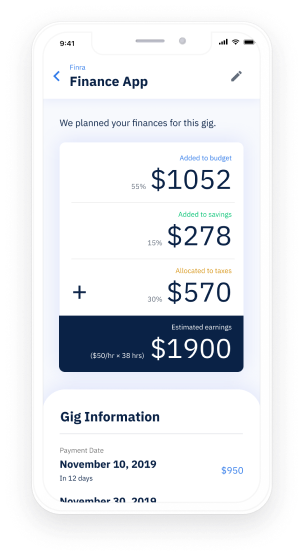 9:41
Finra
Finance App
We planned your finances for this gig.
Added to budget
55% $1052
Added to savings
15% $278
Allocated to taxes
+ 30% $570
Estimated earnings
($50/hr × 38 hrs) $1900
Gig Information
Payment Date
November 10, 2019
$950
In 12 days
November 30, 2019